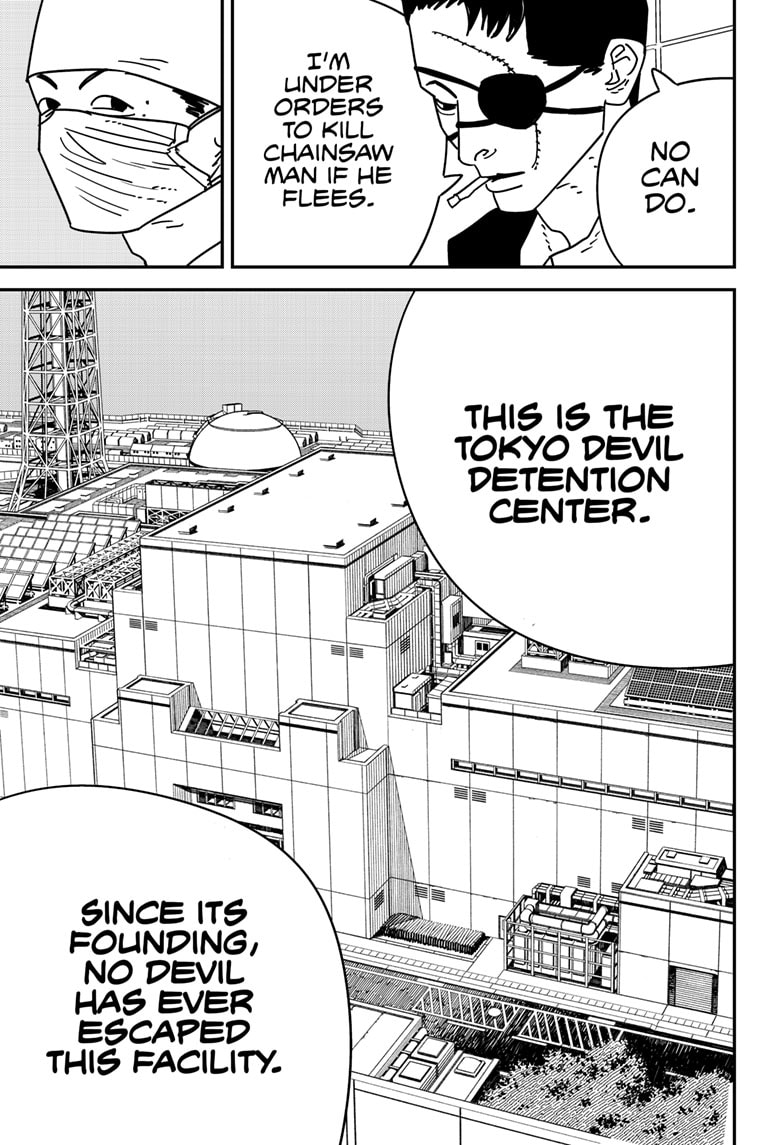 NO
CAN
DO.
I'M
UNDER
ORDERS
TO KILL
CHAINSAW
MAN IF HE
FLEES.
THIS IS THE
TOKYO DEVIL
DETENTION
CENTER.
SINCE ITS
FOUNDING,
NO DEVIL
HAS EVER
ESCAPED
THIS FACILITY.